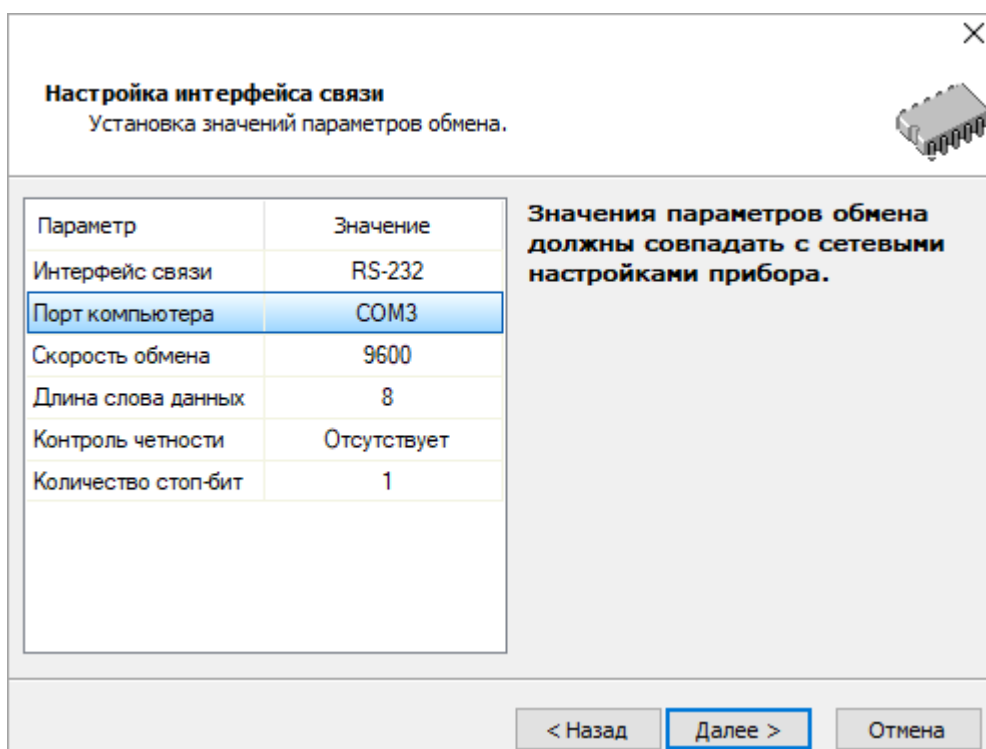 Настройка интерфейса связи
Установка значений параметров обмена.
Параметр Значение
Интерфейс связи RS-232
Порт компьютера COM3
Скорость обмена 9600
Длина слова данных 8
Контроль четности Отсутствует
Количество стоп-бит 1
Значения параметров обмена
должны совпадать с сетевыми
настройками прибора.
< Назад Далее > Отмена